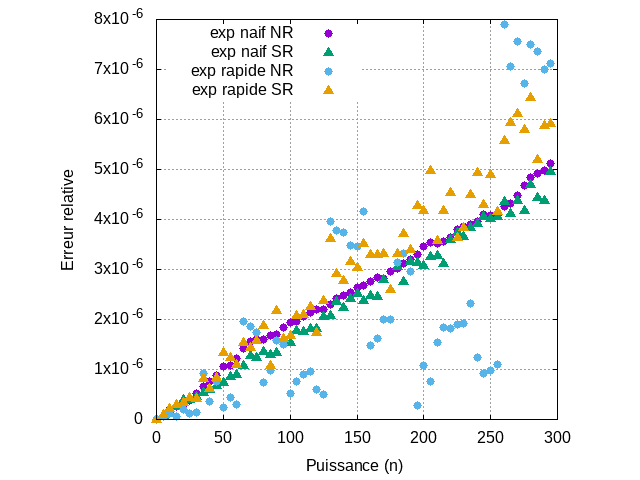 8x10-6
7x10-6
6x10-6
5x10-6
4x10-6
3x10-6
2x10-6
1x10-6
0
Erreur relative
exp naif NR
exp naif SR
exp rapide NR
exp rapide SR
0 50 100 150 200 250 300
Puissance (n)